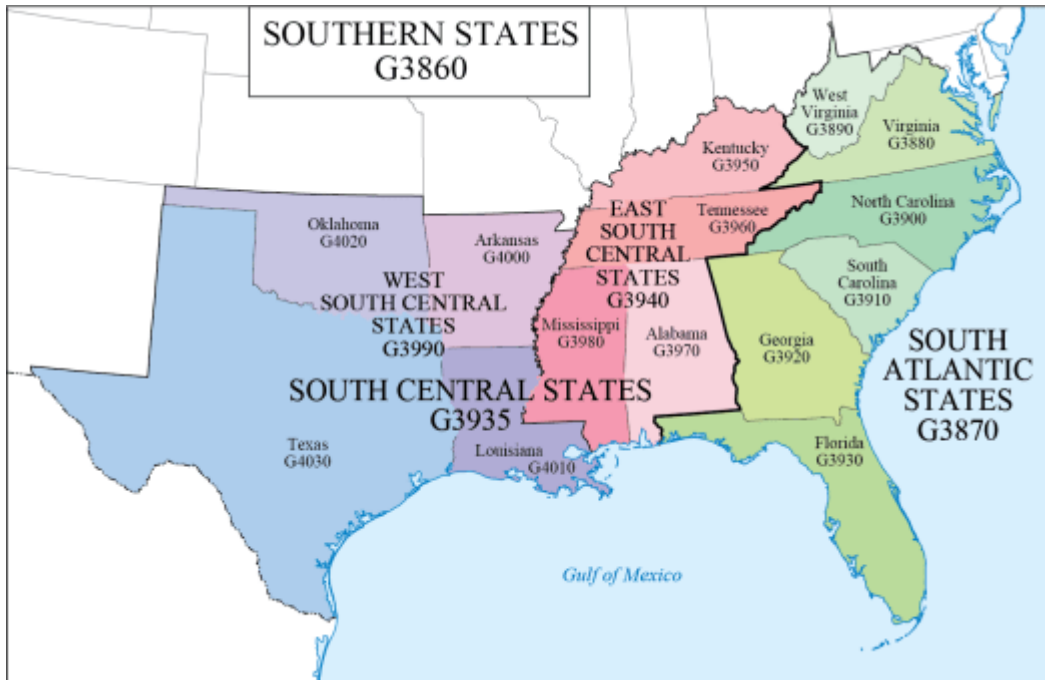 SOUTHERN STATES
G3860
West
Virginia
G3890
Virginia
G3880
Kentucky
G3950
North Carolina
G3900
Tennessee
G3960
EAST
SOUTH
CENTRAL
STATES
G3940
Oklahoma
G4020
Arkansas
G4000
WEST
SOUTH CENTRAL
STATES
G3990
South
Carolina
G3910
Mississippi
G3980
Alabama
G3970
Georgia
G3920
SOUTH
ATLANTIC
STATES
G3870
SOUTH CENTRAL STATES
G3935
Texas
G4030
Louisiana
G4010
Florida
G3930
Gulf of Mexico